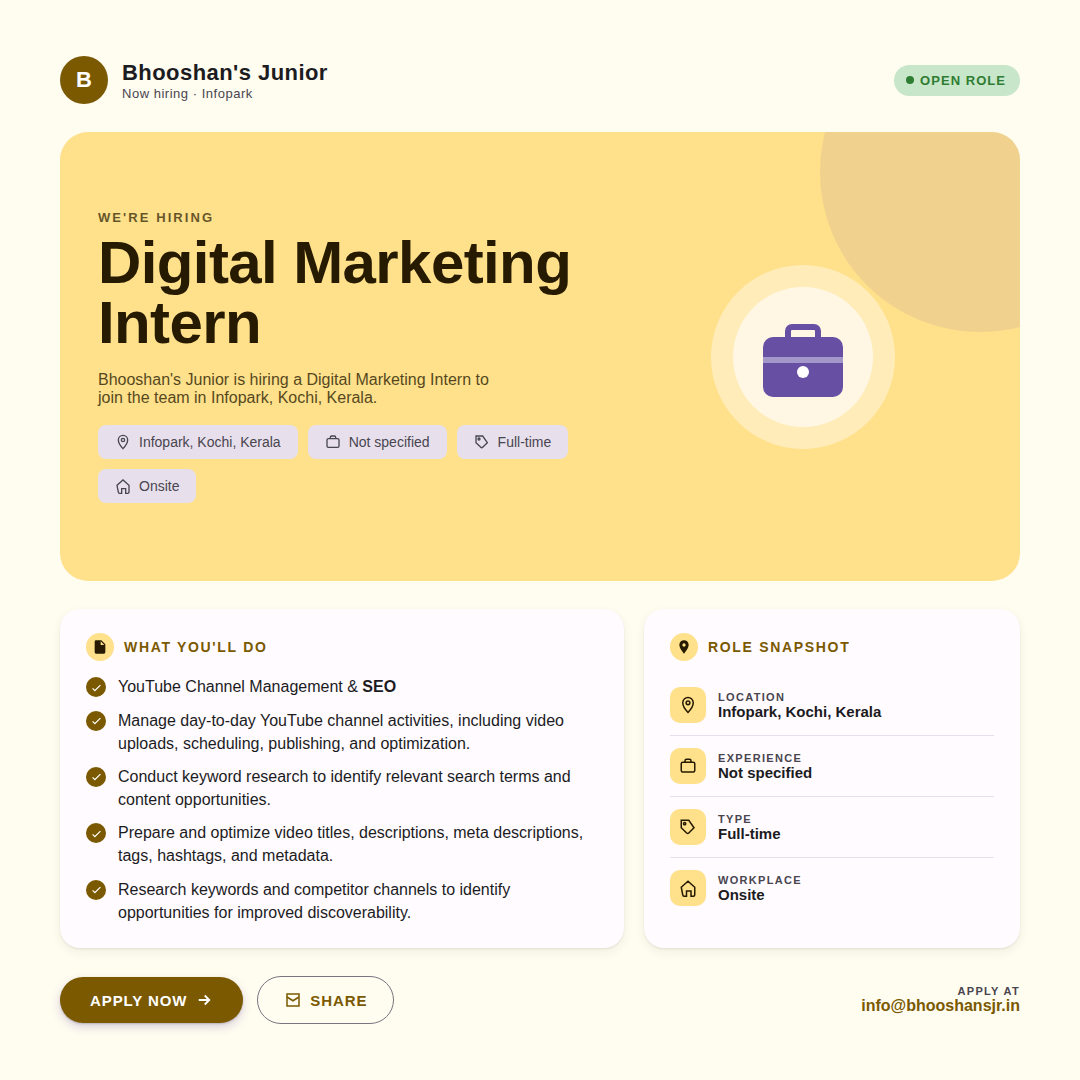 B
Bhooshan's Junior
Now hiring · Infopark
OPEN ROLE
WE'RE HIRING
Digital Marketing
Intern
Bhooshan's Junior is hiring a Digital Marketing Intern to
join the team in Infopark, Kochi, Kerala.
Infopark, Kochi, Kerala
Not specified
Full-time
Onsite
WHAT YOU'LL DO
YouTube Channel Management & SEO
Manage day-to-day YouTube channel activities, including video
uploads, scheduling, publishing, and optimization.
Conduct keyword research to identify relevant search terms and
content opportunities.
Prepare and optimize video titles, descriptions, meta descriptions,
tags, hashtags, and metadata.
Research keywords and competitor channels to identify
opportunities for improved discoverability.
ROLE SNAPSHOT
LOCATION
Infopark, Kochi, Kerala
EXPERIENCE
Not specified
TYPE
Full-time
WORKPLACE
Onsite
APPLY NOW
SHARE
APPLY AT
info@bhooshansjr.in